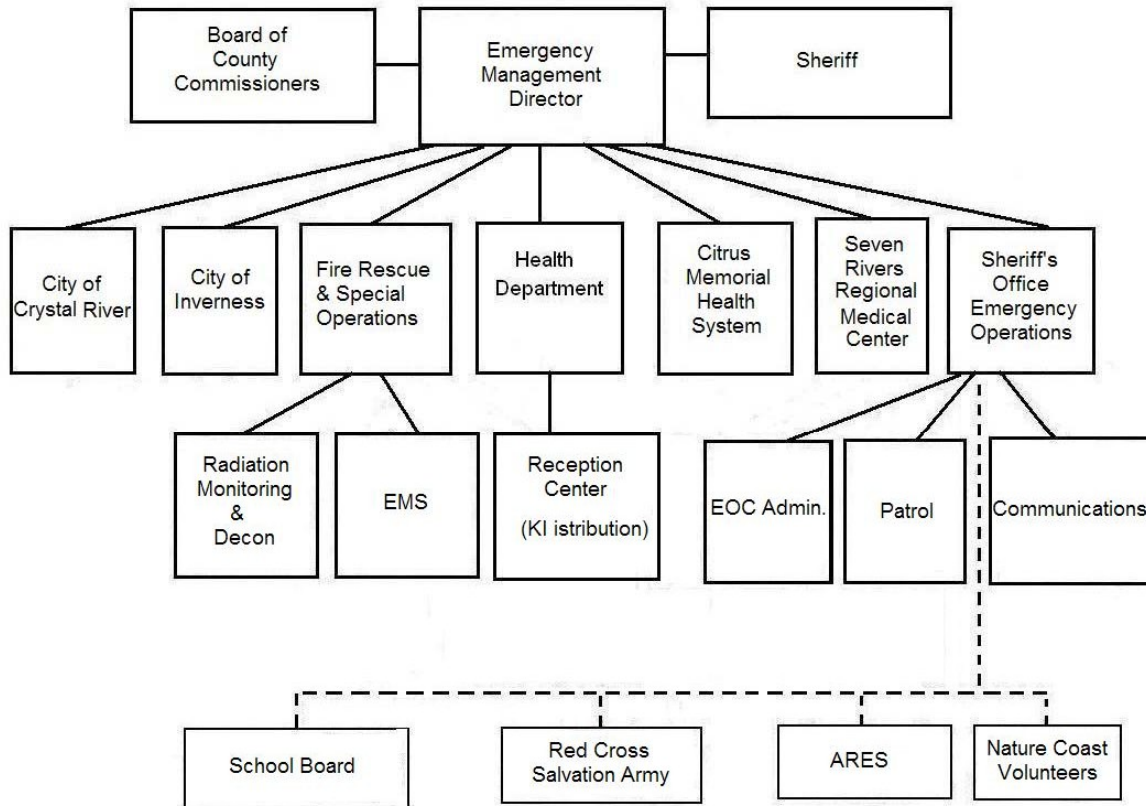 Board of
County
Commissioners
Emergency
Management
Director
Sheriff
City of
Crystal River
City of
Inverness
Fire Rescue
& Special
Operations
Health
Department
Citrus
Memorial
Health
System
Seven
Rivers
Regional
Medical
Center
Sheriff's
Office
Emergency
Operations
Radiation
Monitoring
&
Decon
EMS
Reception
Center
(KI istribution)
EOC Admin.
Patrol
Communications
School Board
Red Cross
Salvation Army
ARES
Nature Coast
Volunteers